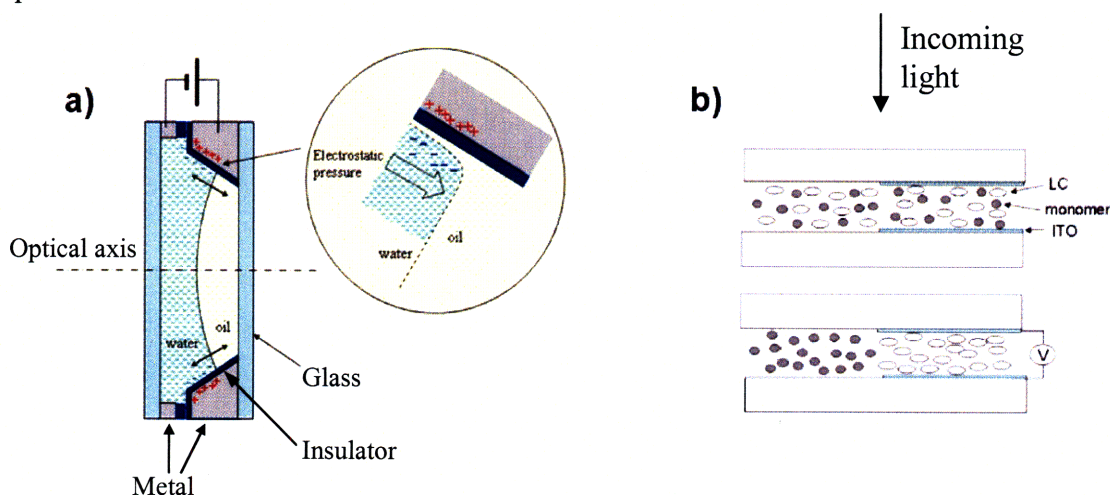 a)
Electrostatic
pressure
oil
water
Optical axis
oil
water
Glass
Insulator
Metal
Incoming
light
b)
LC
monomer
ITO
V